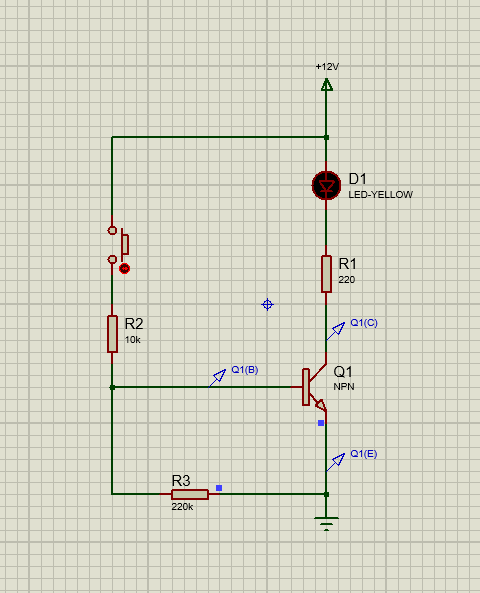 +12V
D1
LED-YELLOW
R1
220
R2
10k
Q1(C)
Q1(B)
Q1
NPN
Q1(E)
R3
220k